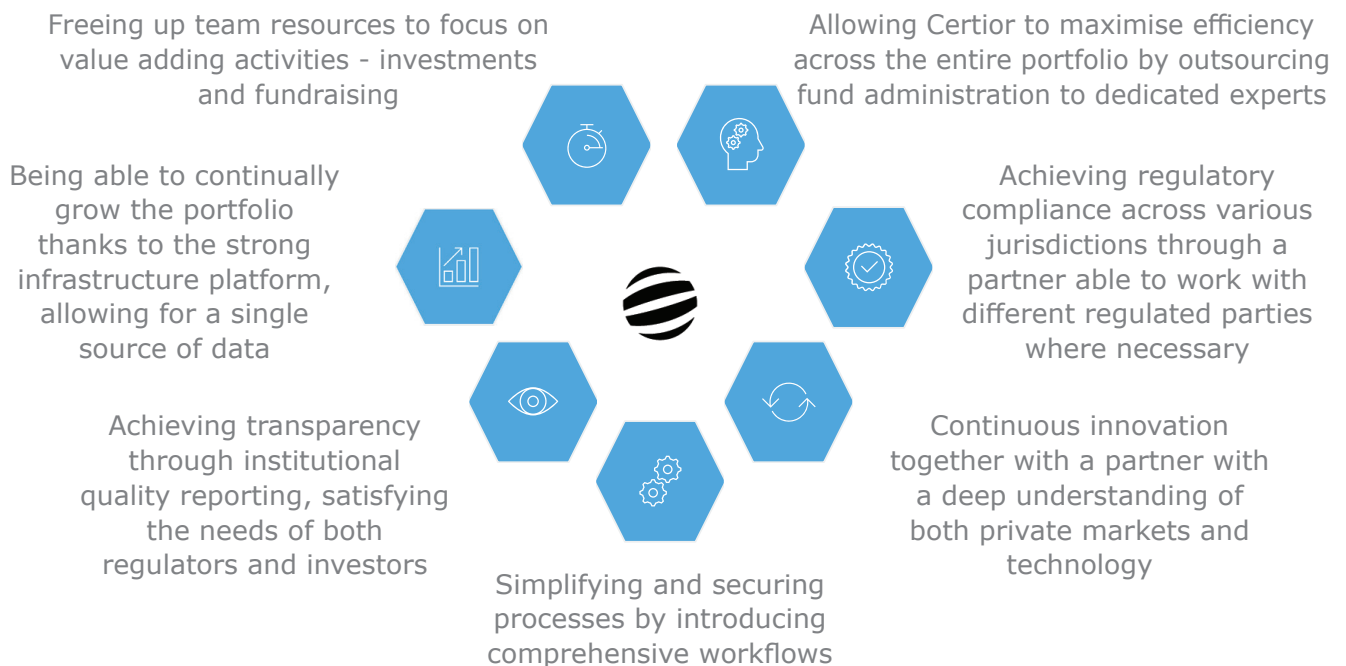 Freeing up team resources to focus on
value adding activities - investments
and fundraising
Allowing Certior to maximise efficiency
across the entire portfolio by outsourcing
fund administration to dedicated experts
Being able to continually
grow the portfolio
thanks to the strong
infrastructure platform,
allowing for a single
source of data
Achieving regulatory
compliance across various
jurisdictions through a
partner able to work with
different regulated parties
where necessary
Achieving transparency
through institutional
quality reporting, satisfying
the needs of both
regulators and investors
Continuous innovation
together with a partner with
a deep understanding of
both private markets and
technology
Simplifying and securing
processes by introducing
comprehensive workflows